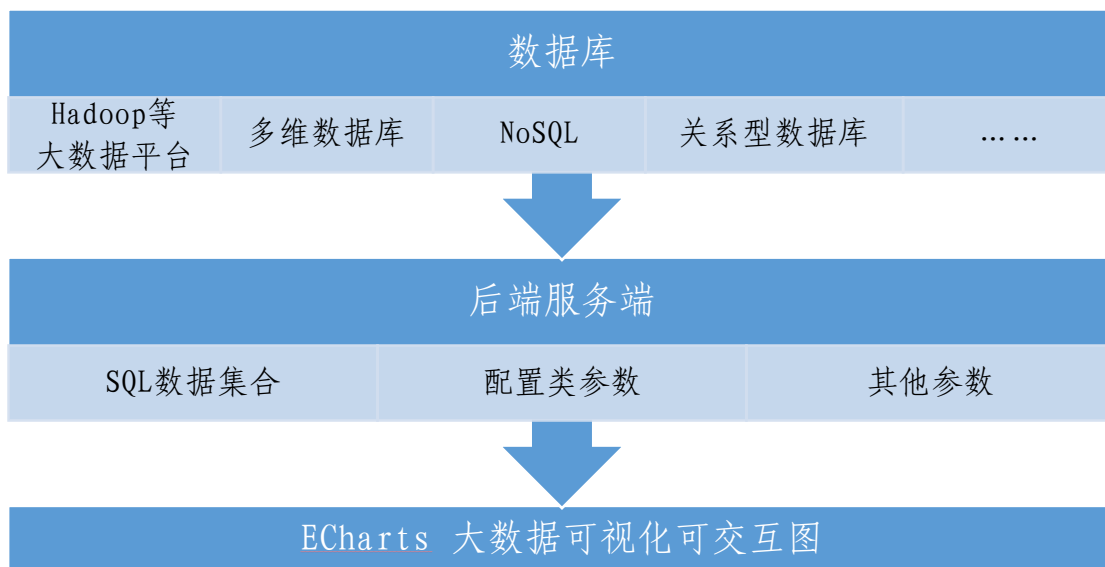 数据库
Hadoop等
大数据平台
多维数据库
NoSQL
关系型数据库
……
后端服务端
SQL数据集合
配置类参数
其他参数
ECharts 大数据可视化可交互图